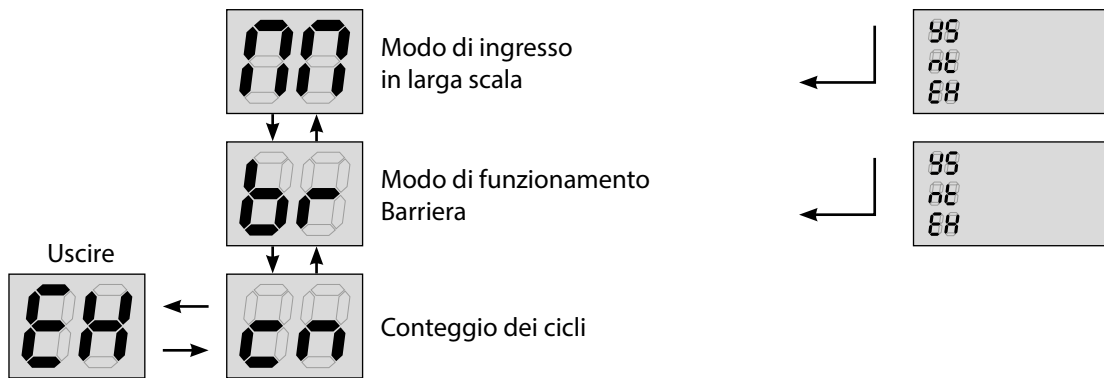 MM
Modo di ingresso
in larga scala
YS
nt
EH
br
Modo di funzionamento
Barriera
YS
nt
EH
Uscire
EH
cn
Conteggio dei cicli